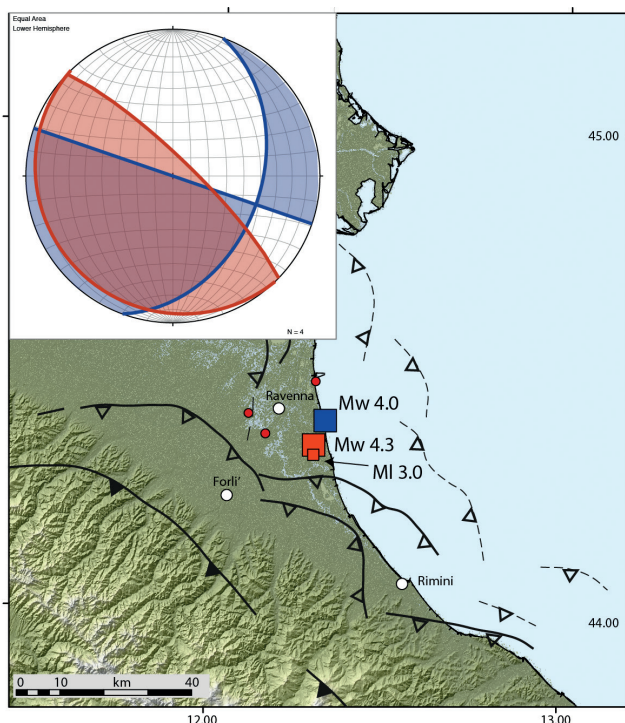 Equal Area
Lower Hemisphere
N = 4
45.00
Ravenna
Mw 4.0
Mw 4.3
Ml 3.0
Forli'
Rimini
44.00
0 10 km 40
12.00
13.00